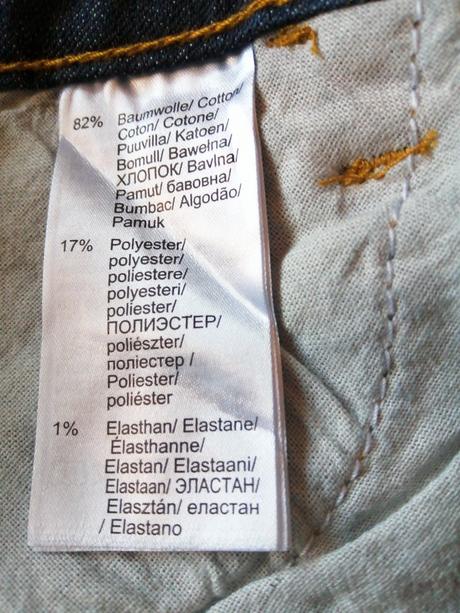 82% Baumwolle/ Cotton/
Coton/ Cotone/
Puuvilla/ Katoen/
Bomull/ Bawełna/
ХЛОПОК/ Bavlna/
Pamut/ бавовна/
Bumbac/ Algodão/
Pamuk
17% Polyester/
polyester/
poliestere/
polyesteri/
poliester/
ПОЛИЭСТЕР/
poliészter/
поліестер /
Poliester/
poliéster
1% Elasthan/ Elastane/
Élasthanne/
Elastan/ Elastaani/
Elastaan/ ЭЛАСТАН/
Elasztán/ еластан
/ Elastano